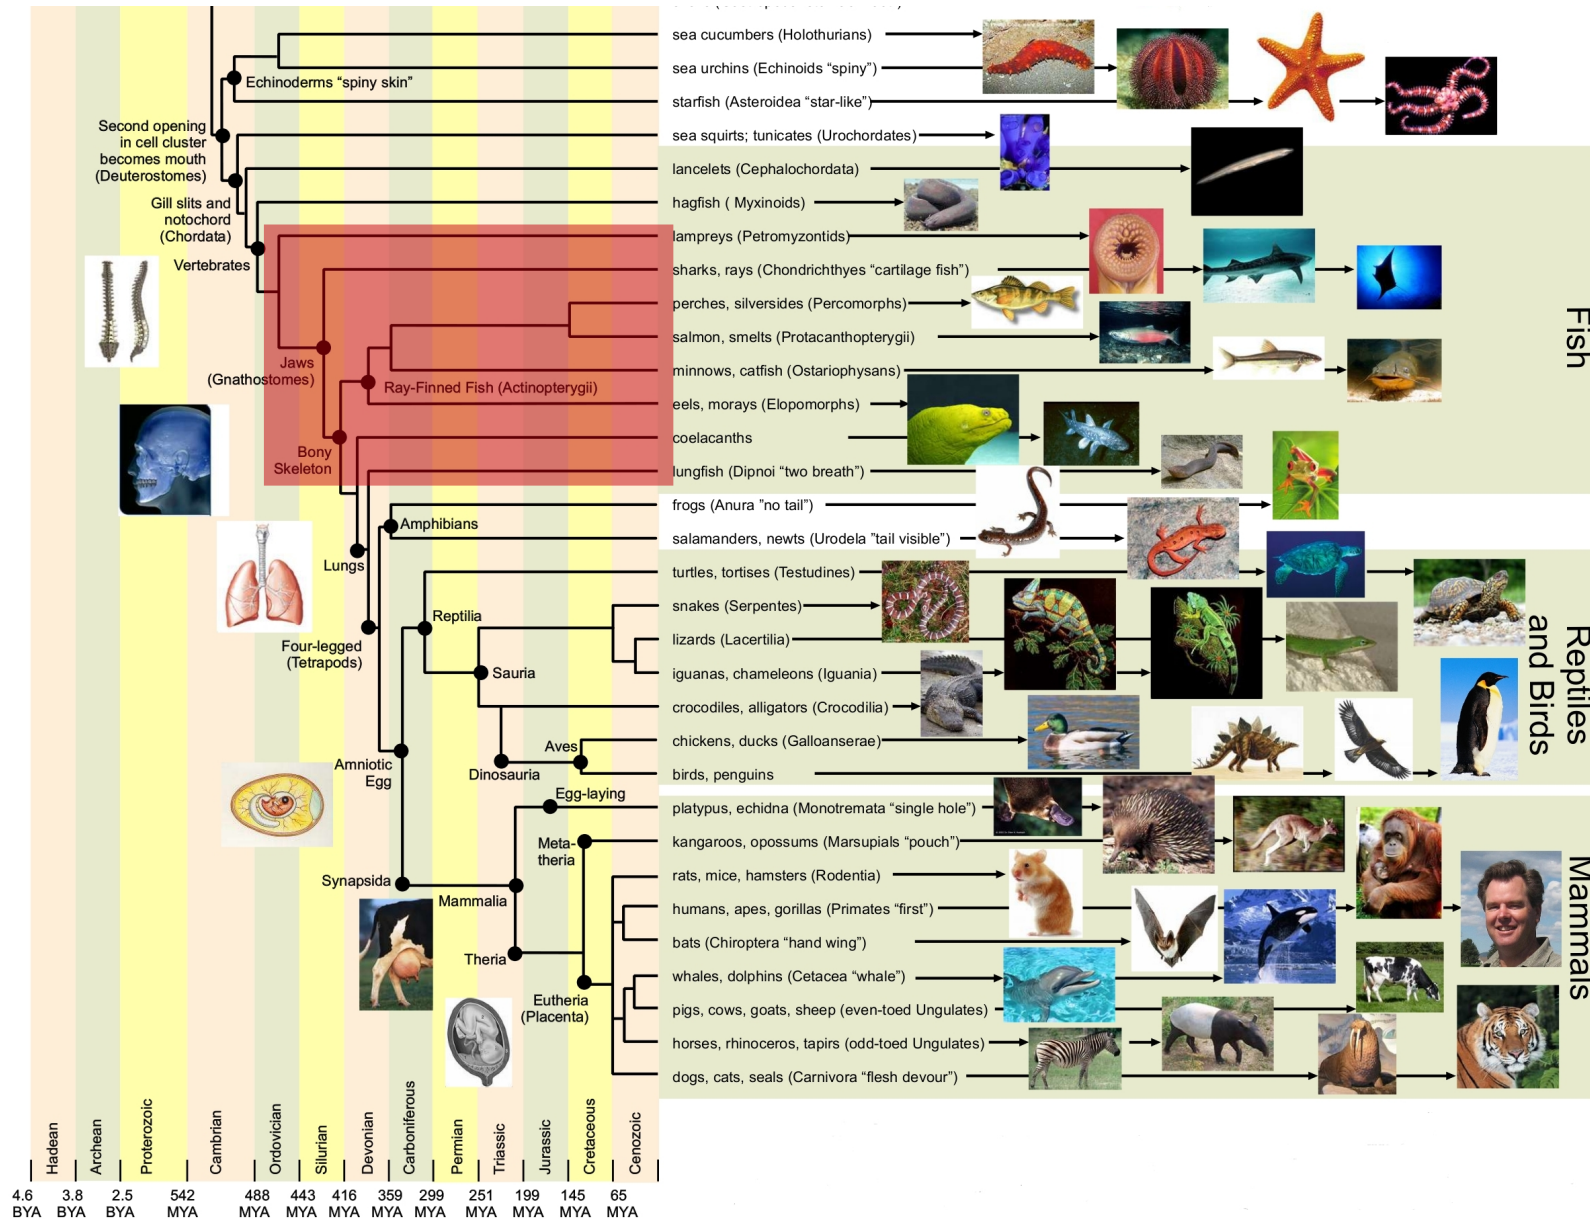 sea cucumbers (Holothurians)
sea urchins (Echinoids “spiny”)
Echinoderms “spiny skin”
starfish (Asteroidea “star-like”)
Second opening
in cell cluster
becomes mouth
(Deuterostomes)
sea squirts; tunicates (Urochordates)
lancelets (Cephalochordata)
Gill slits and
notochord
(Chordata)
hagfish ( Myxinoids)
lampreys (Petromyzontids)
Vertebrates
sharks, rays (Chondrichthyes “cartilage fish”)
perches, silversides (Percomorphs)
salmon, smelts (Protacanthopterygii)
Jaws
(Gnathostomes)
minnows, catfish (Ostariophysans)
Ray-Finned Fish (Actinopterygii)
eels, morays (Elopomorphs)
coelacanths
Bony
Skeleton
lungfish (Dipnoi “two breath”)
Fish
frogs (Anura ”no tail”)
Amphibians
salamanders, newts (Urodela ”tail visible”)
Lungs
turtles, tortises (Testudines)
snakes (Serpentes)
Reptilia
lizards (Lacertilia)
Four-legged
(Tetrapods)
iguanas, chameleons (Iguania)
Sauria
crocodiles, alligators (Crocodilia)
chickens, ducks (Galloanserae)
Aves
Amniotic
Egg
Dinosauria
birds, penguins
Reptiles
and Birds
Egg-laying
platypus, echidna (Monotremata “single hole”)
Meta-
theria
kangaroos, opossums (Marsupials “pouch”)
rats, mice, hamsters (Rodentia)
Synapsida
Mammalia
humans, apes, gorillas (Primates “first”)
bats (Chiroptera “hand wing”)
Theria
whales, dolphins (Cetacea “whale”)
Eutheria
(Placenta)
pigs, cows, goats, sheep (even-toed Ungulates)
horses, rhinoceros, tapirs (odd-toed Ungulates)
dogs, cats, seals (Carnivora “flesh devour”)
Mammals
Hadean
Archean
Proterozoic
Cambrian
Ordovician
Silurian
Devonian
Carboniferous
Permian
Triassic
Jurassic
Cretaceous
Cenozoic
4.6 3.8 2.5 542 488 443 416 359 299 251 199 145 65
BYA BYA BYA MYA MYA MYA MYA MYA MYA MYA MYA MYA MYA